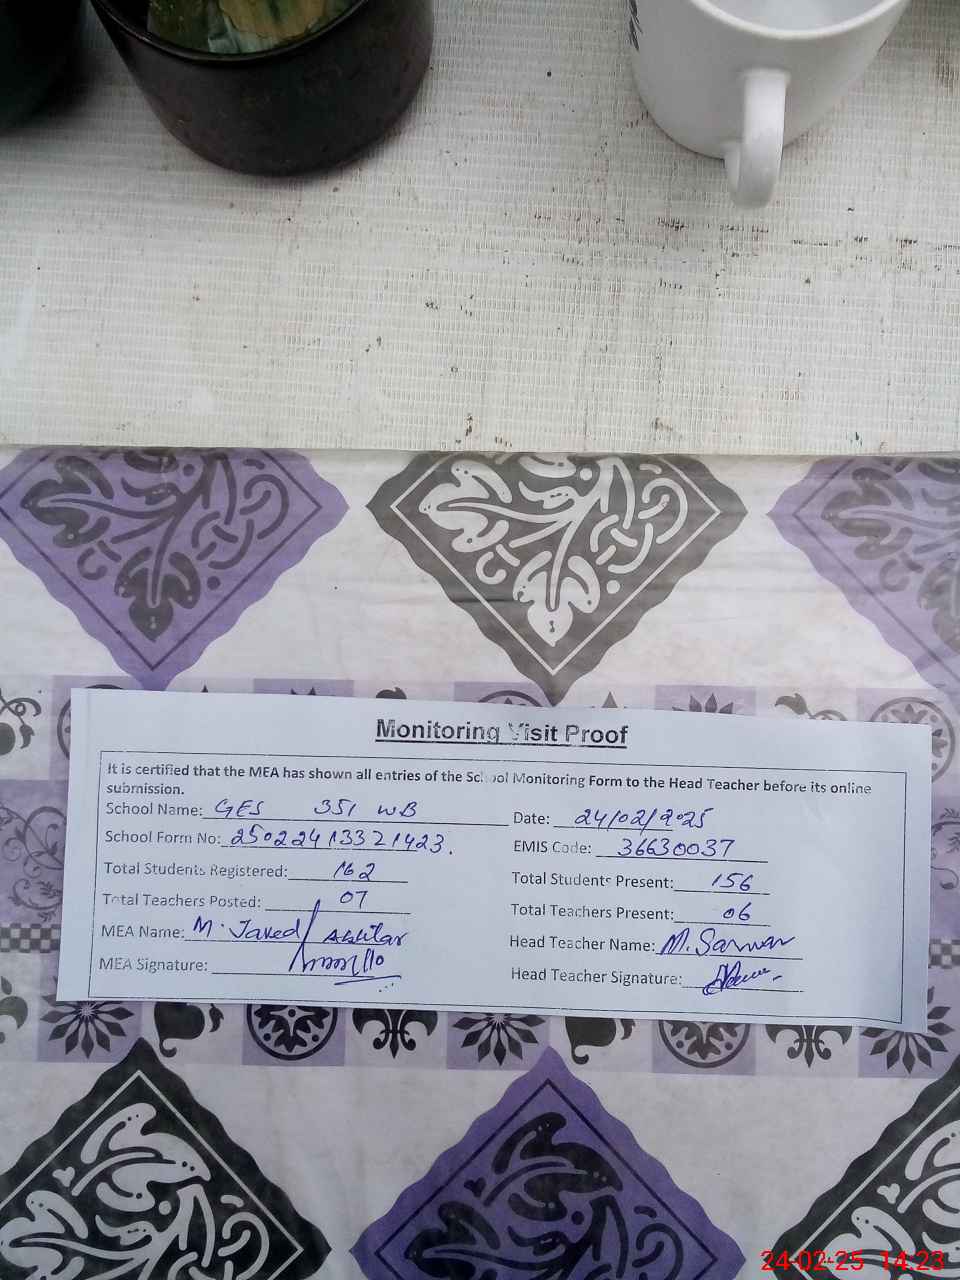 Monitoring Visit Proof
It is certified that the MEA has shown all entries of the School Monitoring Form to the Head Teacher before its online
submission.
School Name: GES 351 WB Date: 24/02/2025
School Form No: 25022413321423. EMIS Code: 36630037
Total Students Registered: 162 Total Students Present: 156
Total Teachers Posted: 07 Total Teachers Present: 06
MEA Name: M. Javed Akhtar Head Teacher Name: M. Sarwar
MEA Signature: Head Teacher Signature:
24-02-25 14:23